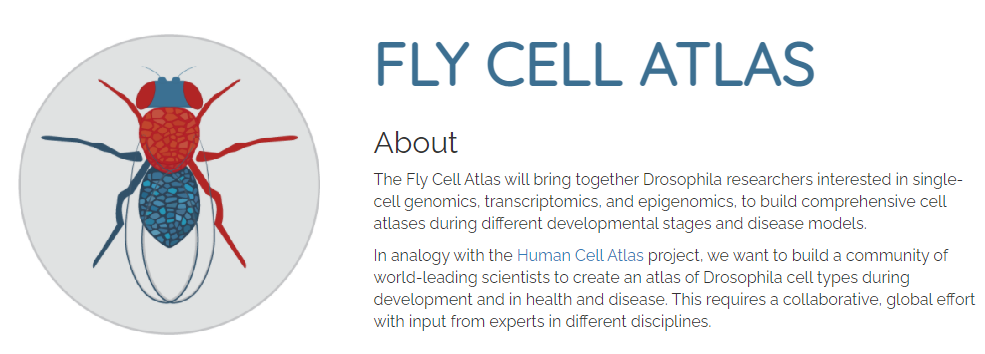 FLY CELL ATLAS
About
The Fly Cell Atlas will bring together Drosophila researchers interested in single-
cell genomics, transcriptomics, and epigenomics, to build comprehensive cell
atlases during different developmental stages and disease models.
In analogy with the Human Cell Atlas project, we want to build a community of
world-leading scientists to create an atlas of Drosophila cell types during
development and in health and disease. This requires a collaborative, global effort
with input from experts in different disciplines.